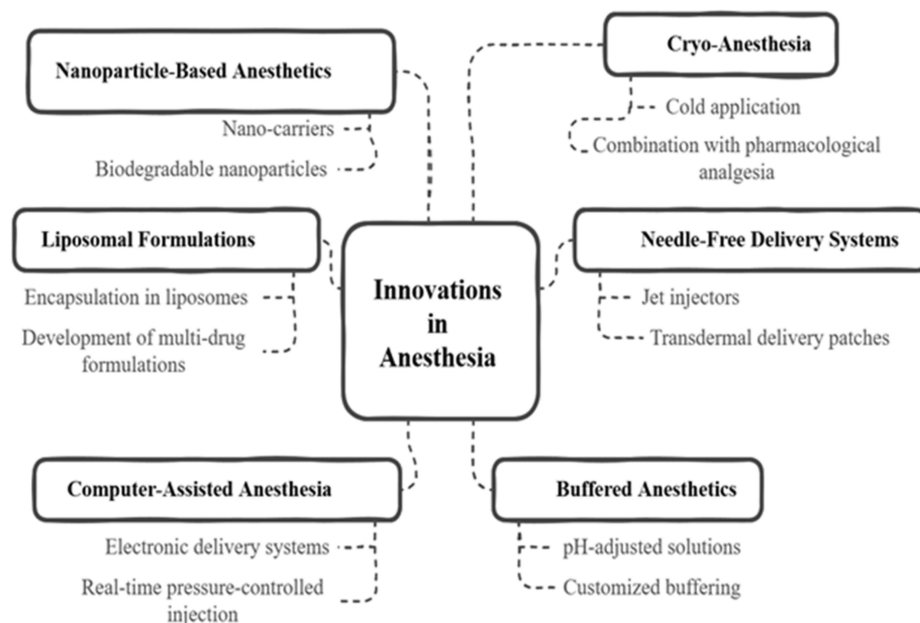 Nanoparticle-Based Anesthetics
Nano-carriers
Biodegradable nanoparticles
Liposomal Formulations
Encapsulation in liposomes
Development of multi-drug
formulations
Computer-Assisted Anesthesia
Electronic delivery systems
Real-time pressure-controlled
injection
Innovations
in
Anesthesia
Cryo-Anesthesia
Cold application
Combination with pharmacological
analgesia
Needle-Free Delivery Systems
Jet injectors
Transdermal delivery patches
Buffered Anesthetics
pH-adjusted solutions
Customized buffering